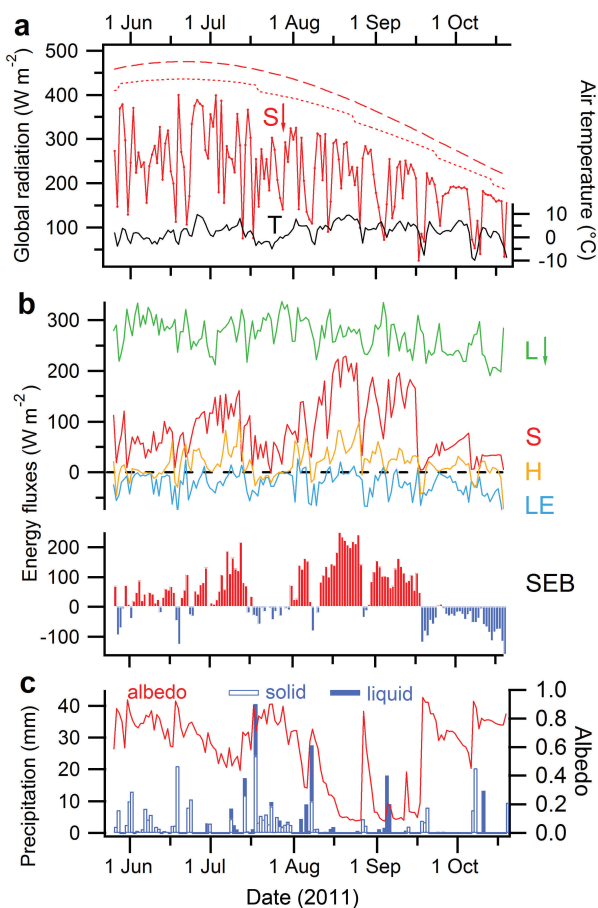 a
1 Jun 1 Jul 1 Aug 1 Sep 1 Oct
500
400
300
200
100
Global radiation (W m-2)
S↓
T
10
0
-10
Air temperature (°C)
b
300
200
100
0
200
100
0
-100
Energy fluxes (W m-2)
L↓
S
H
LE
SEB
c
albedo solid liquid
40
30
20
10
0
Precipitation (mm)
1.0
0.8
0.6
0.4
0.2
0.0
Albedo
1 Jun 1 Jul 1 Aug 1 Sep 1 Oct
Date (2011)